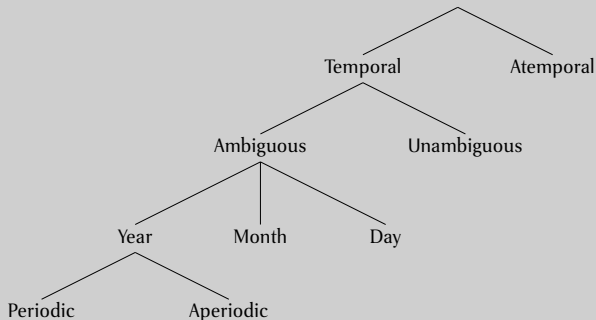 Temporal Atemporal
Ambiguous Unambiguous
Year Month Day
Periodic Aperiodic